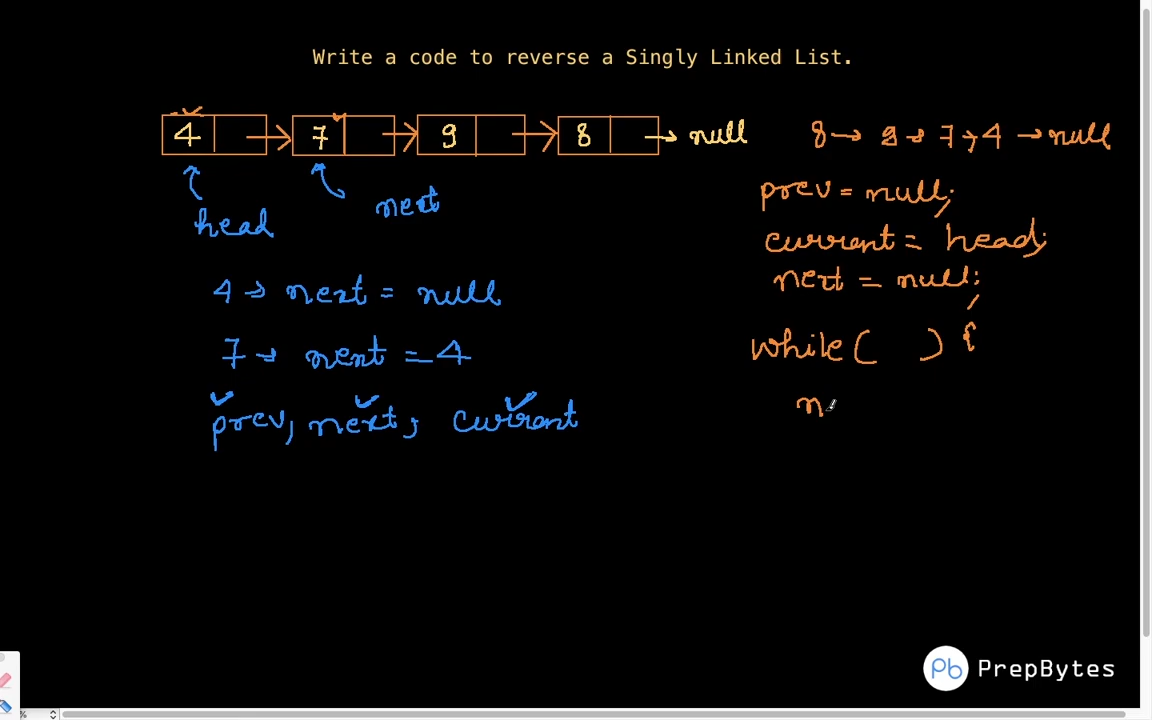 Write a code to reverse a Singly Linked List.
4 → 7 → 9 → 8 → null
8 → 9 → 7 → 4 → null
head
next
4 → next = null
7 → next = 4
prev, next, current
prev = null;
current = head;
next = null;
while( ) {
n
Pb PrepBytes
%